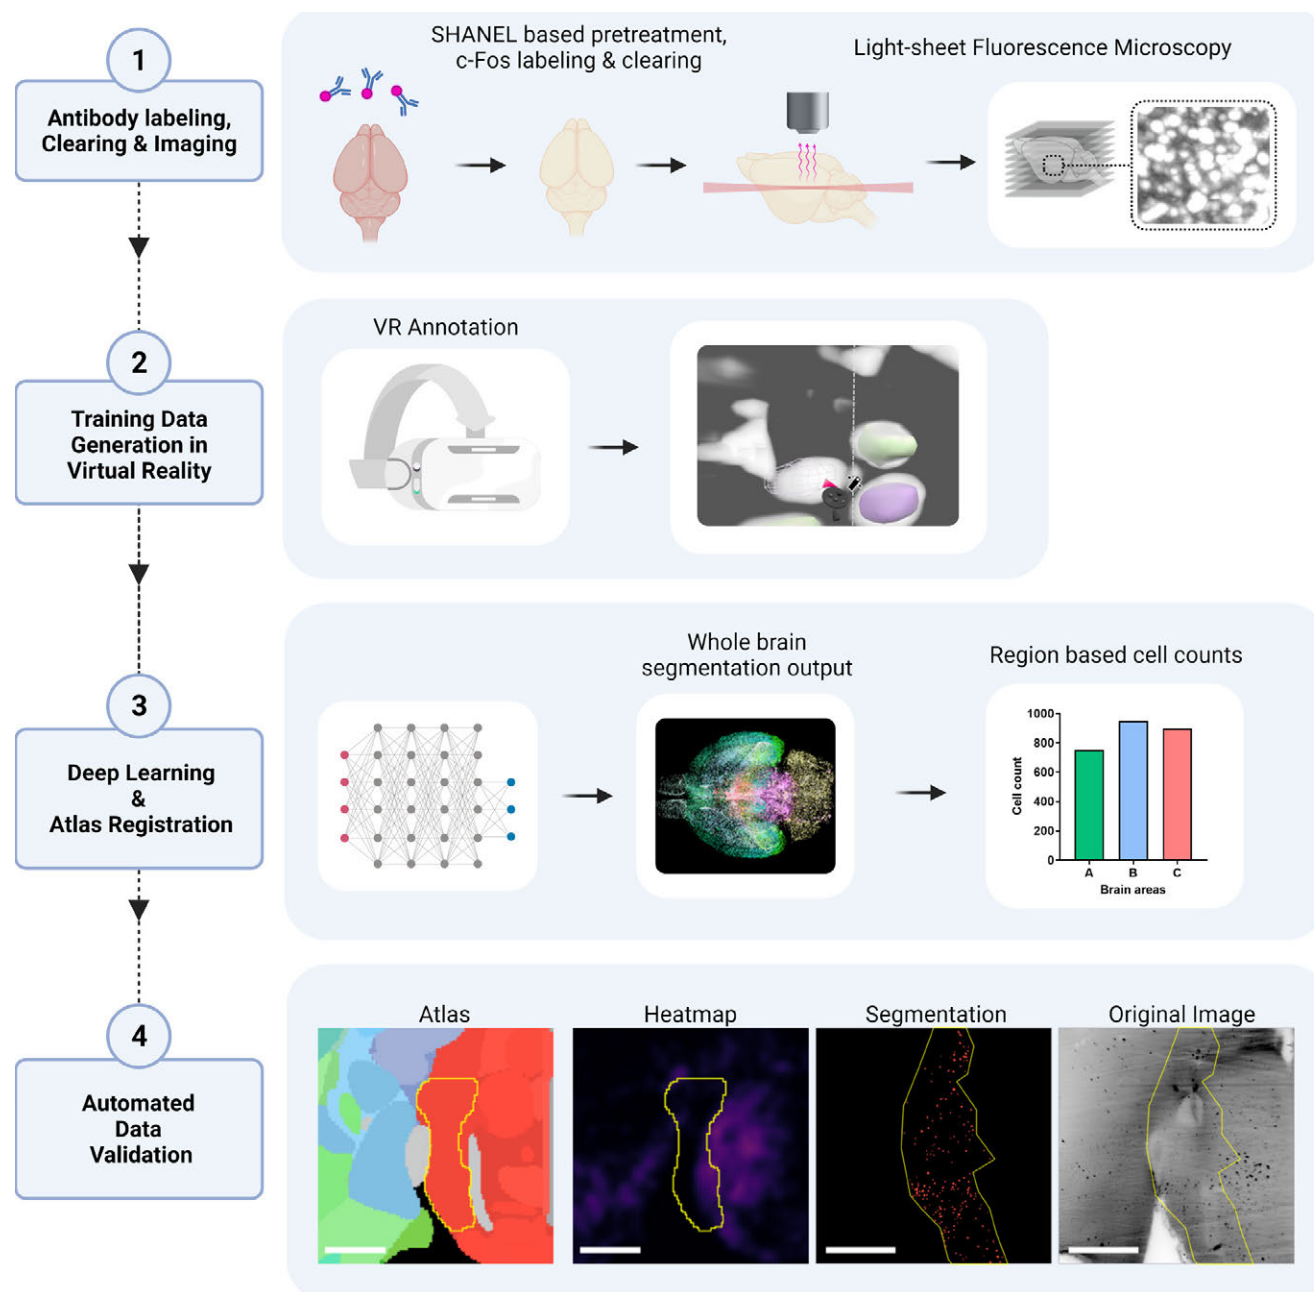 1
Antibody labeling,
Clearing & Imaging
SHANEL based pretreatment,
c-Fos labeling & clearing
Light-sheet Fluorescence Microscopy
2
Training Data
Generation in
Virtual Reality
VR Annotation
3
Deep Learning
&
Atlas Registration
Whole brain
segmentation output
Region based cell counts
1000
800
600
400
200
0
Cell count
A B C
Brain areas
4
Automated
Data
Validation
Atlas
Heatmap
Segmentation
Original Image